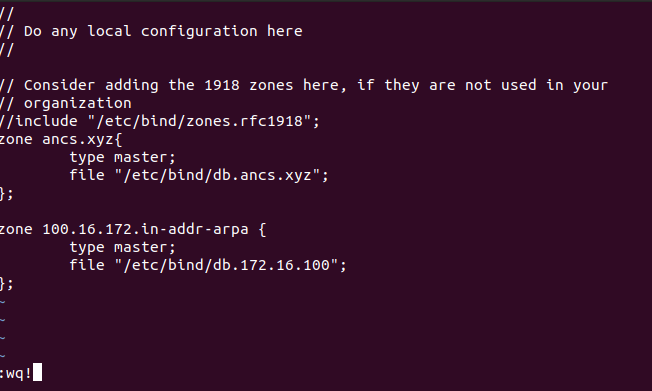 //
// Do any local configuration here
//

// Consider adding the 1918 zones here, if they are not used in your
// organization
//include "/etc/bind/zones.rfc1918";
zone ancs.xyz{
        type master;
        file "/etc/bind/db.ancs.xyz";
};

zone 100.16.172.in-addr-arpa {
        type master;
        file "/etc/bind/db.172.16.100";
};
~
~
~
~
:wq!